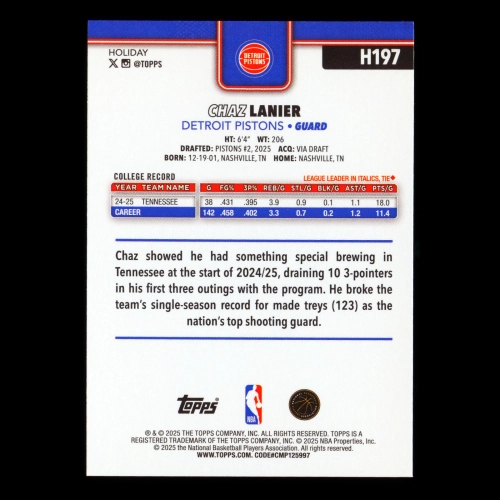 HOLIDAY
X @TOPPS
DETROIT
PISTONS
H197
CHAZ LANIER
DETROIT PISTONS • GUARD
HT: 6'4" WT: 206
DRAFTED: PISTONS #2, 2025 ACQ: VIA DRAFT
BORN: 12-19-01, NASHVILLE, TN HOME: NASHVILLE, TN
COLLEGE RECORD LEAGUE LEADER IN ITALICS, TIE◆
YEAR TEAM NAME G FG% 3P% REB/G STL/G BLK/G AST/G PTS/G
24-25 TENNESSEE 38 .431 .395 3.9 0.9 0.1 1.1 18.0
CAREER 142 .458 .402 3.3 0.7 0.2 1.2 11.4
Chaz showed he had something special brewing in
Tennessee at the start of 2024/25, draining 10 3-pointers
in his first three outings with the program. He broke the
team's single-season record for made treys (123) as the
nation's top shooting guard.
Topps
NBA
® & © 2025 THE TOPPS COMPANY, INC. ALL RIGHTS RESERVED. TOPPS IS A
REGISTERED TRADEMARK OF THE TOPPS COMPANY, INC. © 2025 NBA Properties, Inc.
© 2025 the National Basketball Players Association. All rights reserved.
WWW.TOPPS.COM. CODE#CMP125997